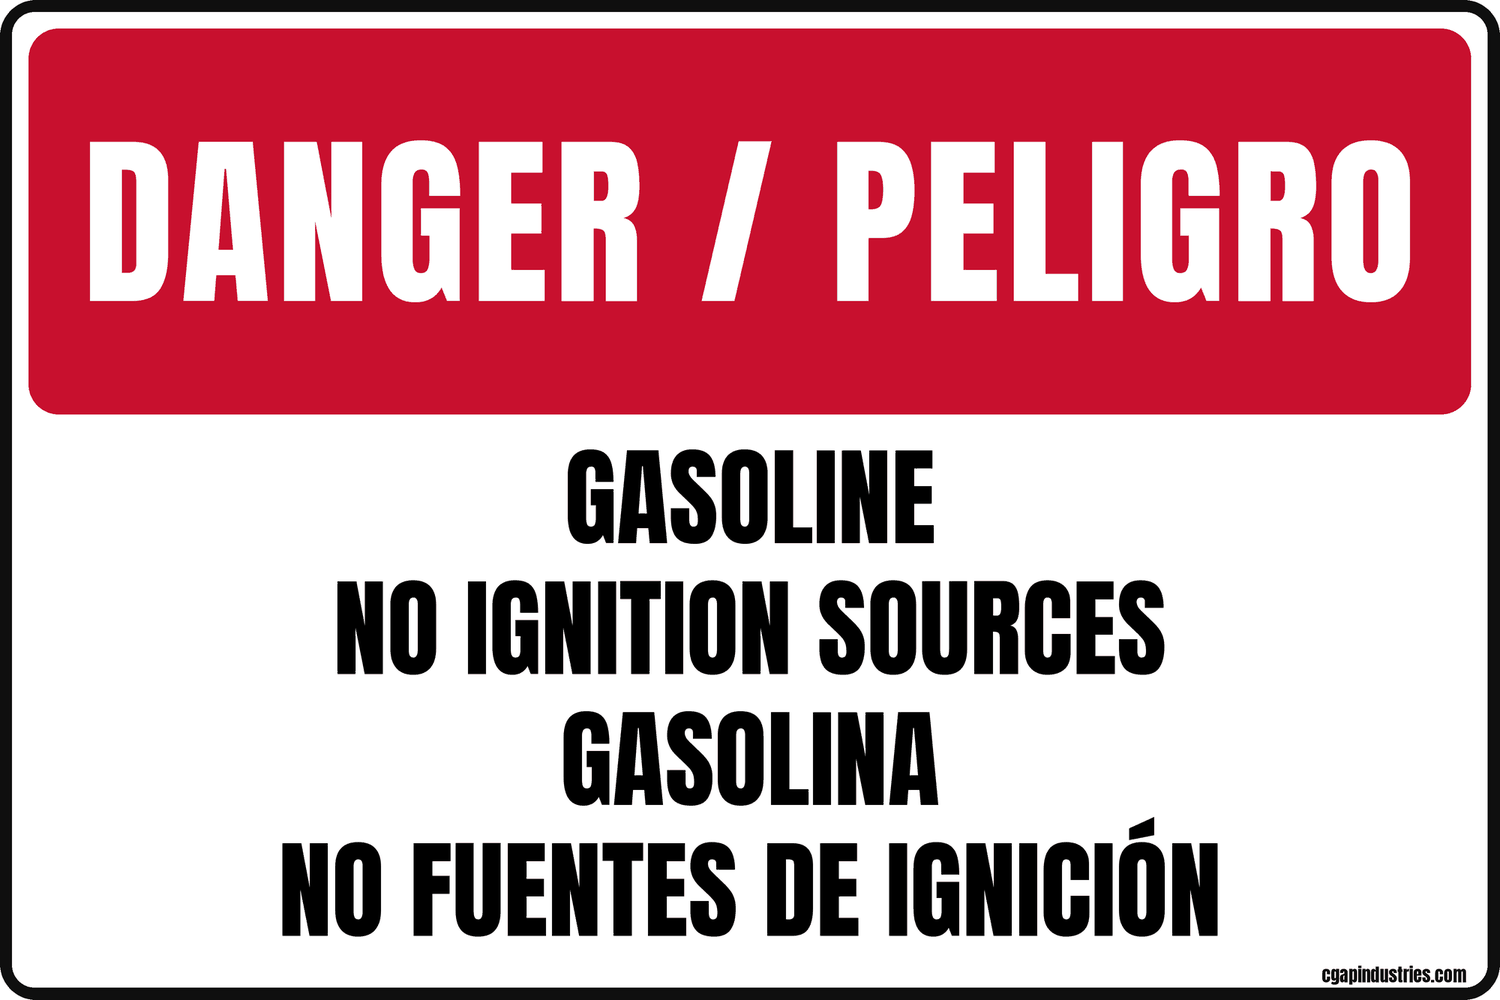 DANGER / PELIGRO
GASOLINE
NO IGNITION SOURCES
GASOLINA
NO FUENTES DE IGNICIÓN
cgapindustries.com